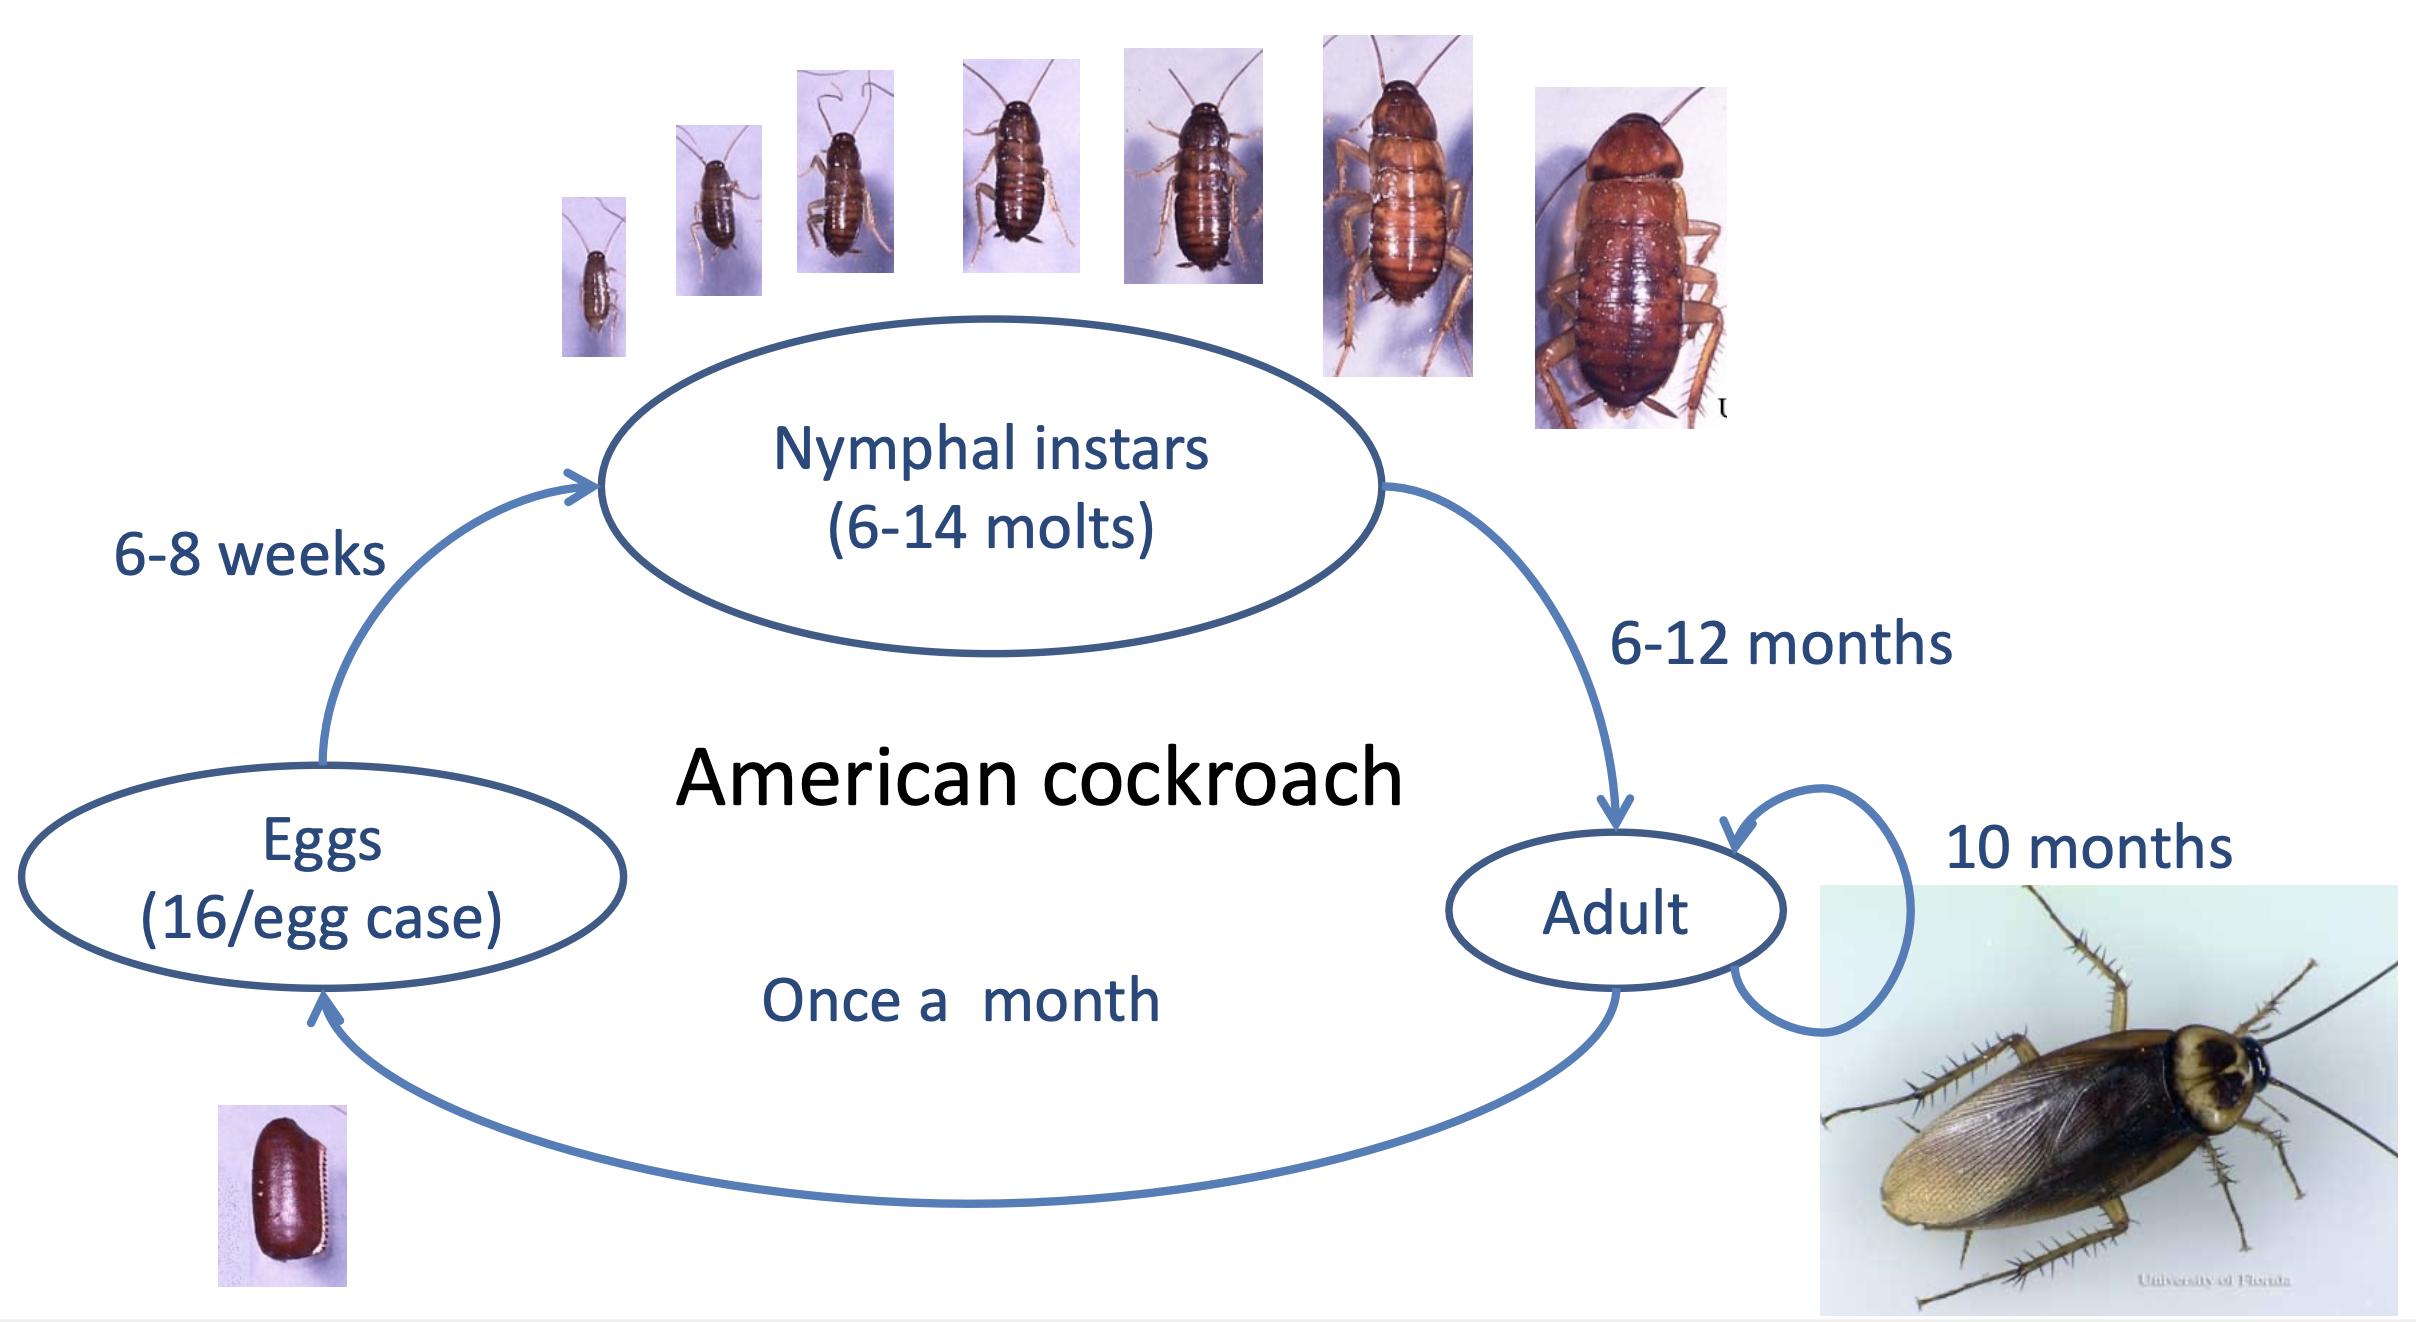 Nymphal instars
(6-14 molts)
6-8 weeks
6-12 months
American cockroach
Eggs
(16/egg case)
Adult
10 months
Once a month
University of Florida